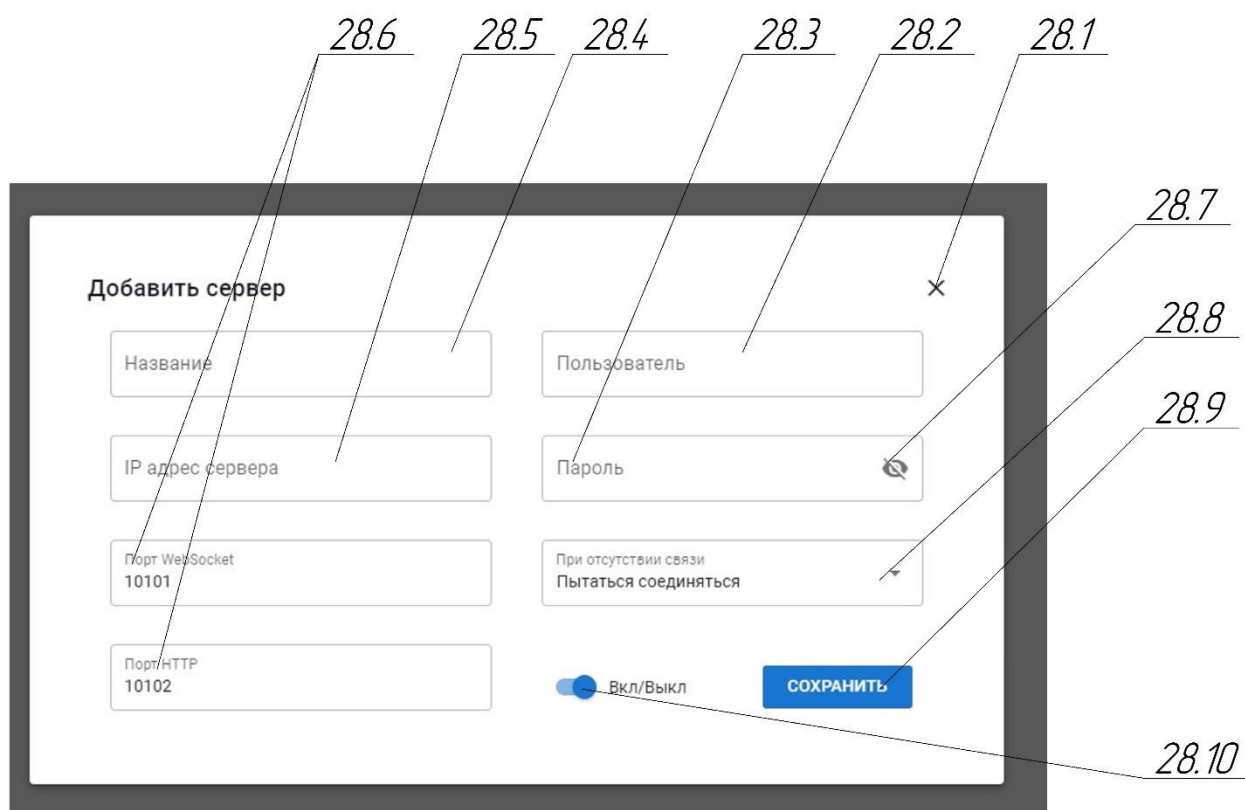 28.6 28.5 28.4 28.3 28.2 28.1
28.7
Добавить сервер
28.8
Название Пользователь
28.9
IP адрес сервера Пароль
Порт WebSocket При отсутствии связи
10101 Пытаться соединяться
Порт HTTP
10102 Вкл/Выкл СОХРАНИТЬ
28.10